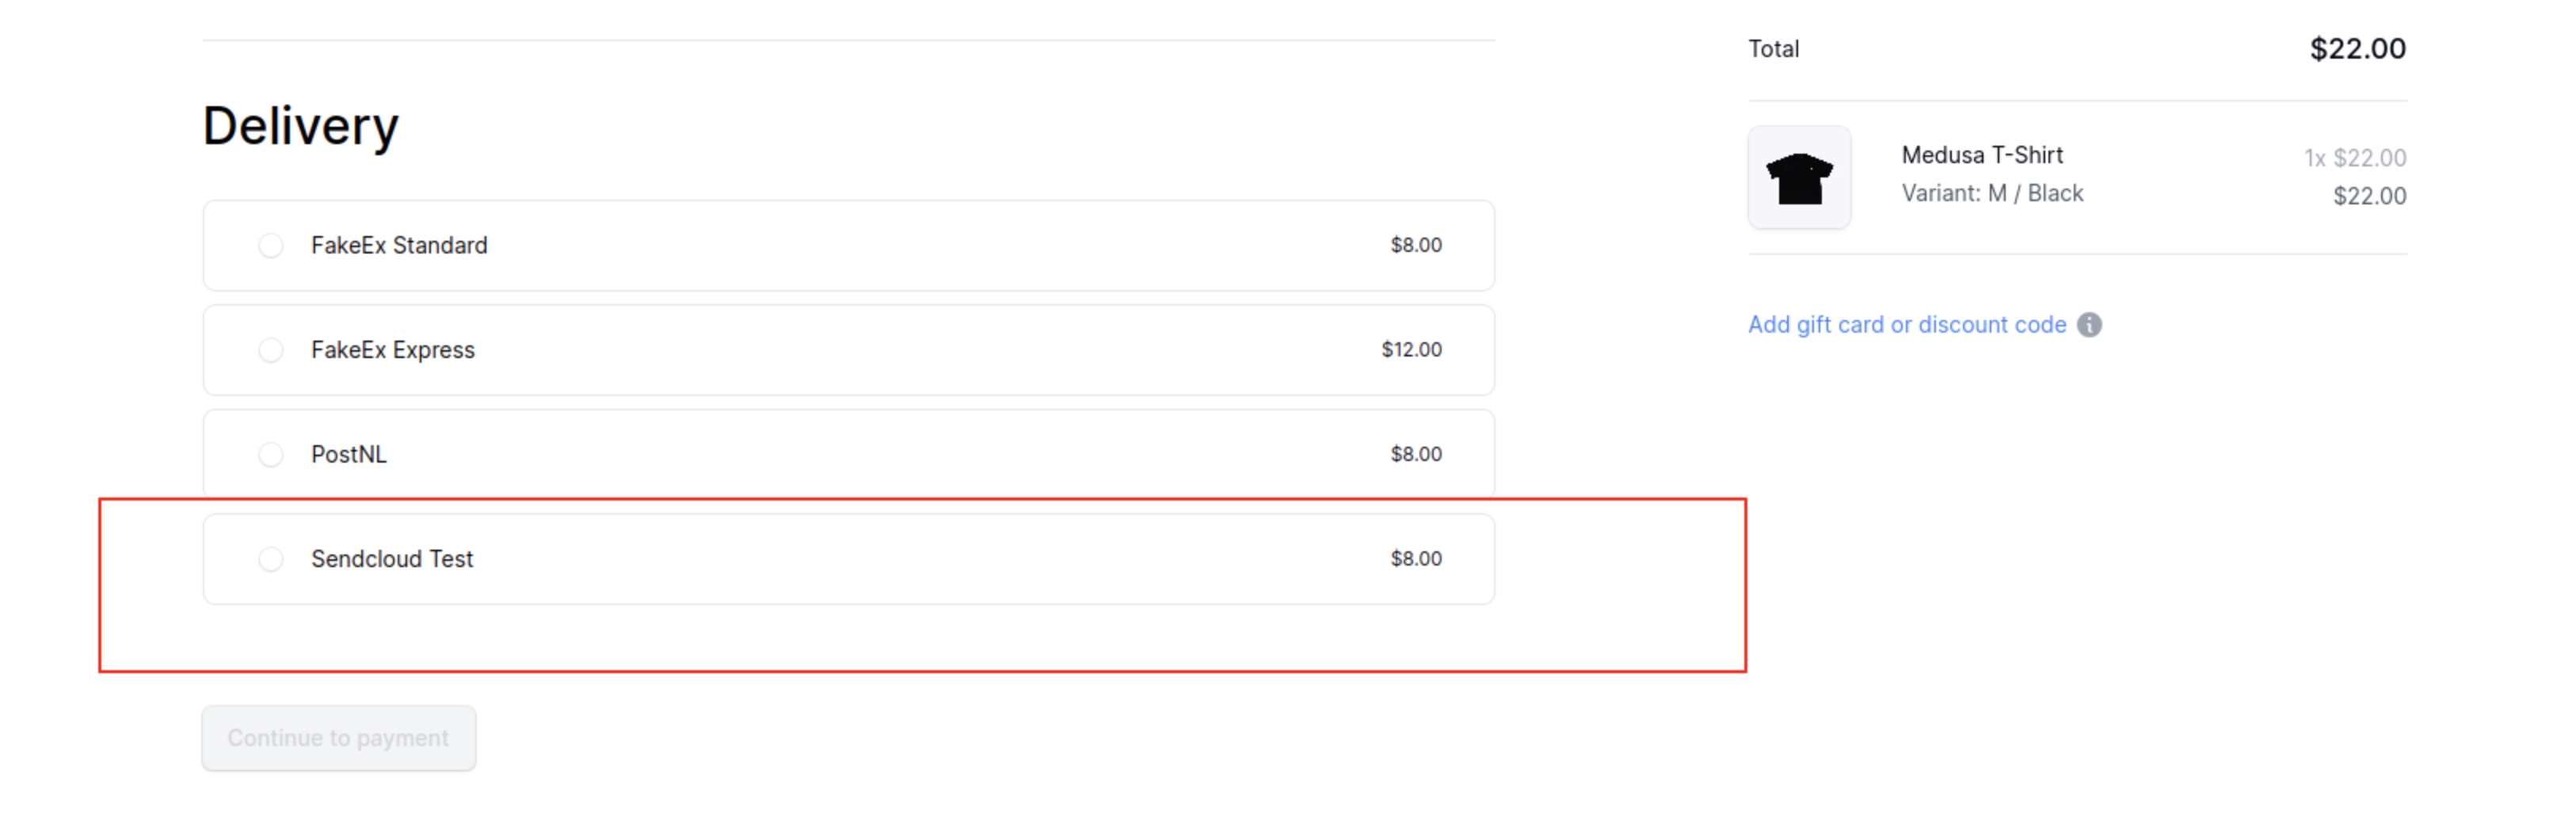 Delivery
FakeEx Standard $8.00
FakeEx Express $12.00
PostNL $8.00
Sendcloud Test $8.00
Continue to payment
Total $22.00
Medusa T-Shirt 1x $22.00
Variant: M / Black $22.00
Add gift card or discount code